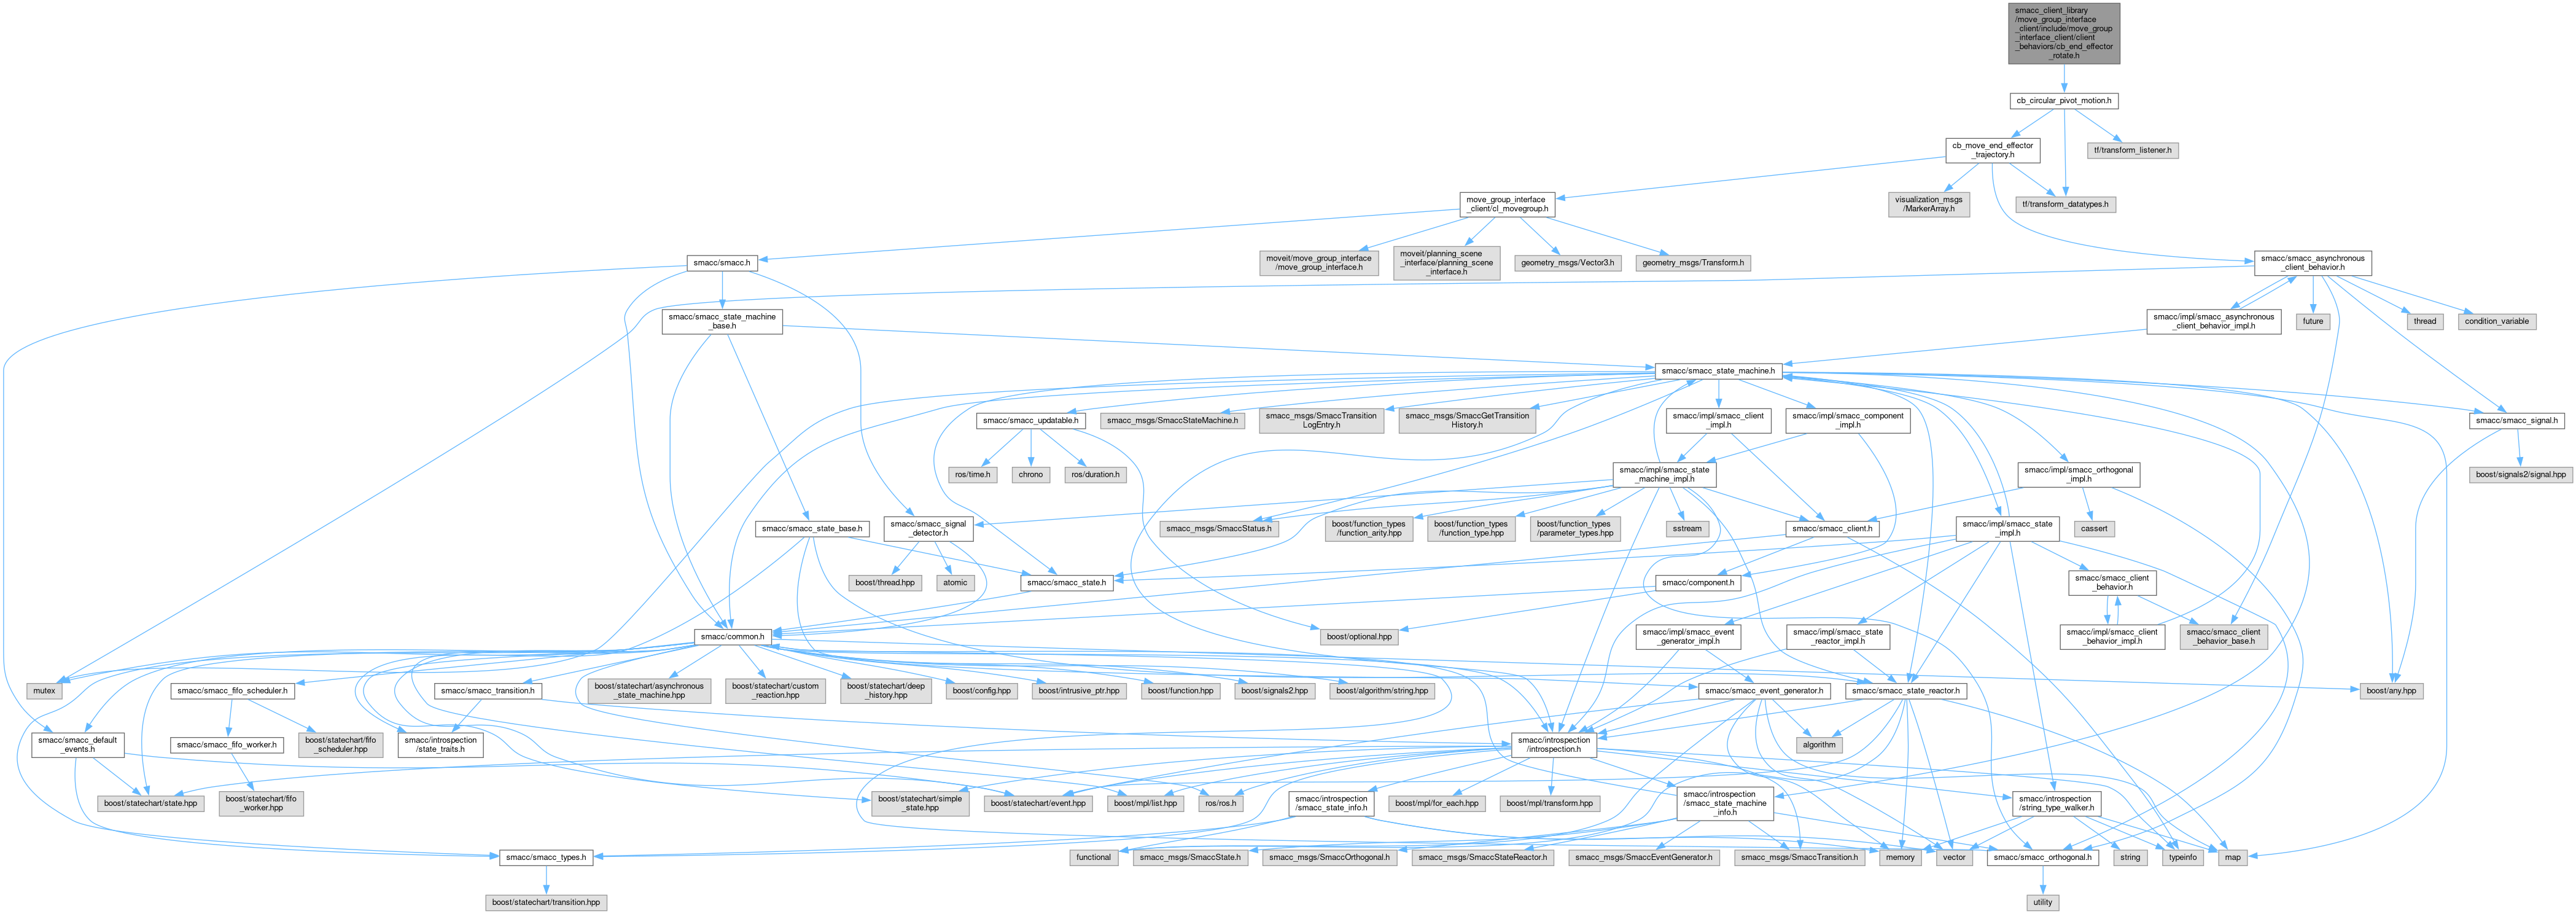 smacc_client_library
/move_group_interface
_client/include/move_group
_interface_client/client
_behaviors/cb_end_effector
_rotate.h
cb_circular_pivot_motion.h
cb_move_end_effector
_trajectory.h
tf/transform_listener.h
move_group_interface
_client/cl_movegroup.h
visualization_msgs
/MarkerArray.h
tf/transform_datatypes.h
smacc/smacc.h
moveit/move_group_interface
/move_group_interface.h
moveit/planning_scene
_interface/planning_scene
_interface.h
geometry_msgs/Vector3.h
geometry_msgs/Transform.h
smacc/smacc_asynchronous
_client_behavior.h
smacc/smacc_state_machine
_base.h
smacc/impl/smacc_asynchronous
_client_behavior_impl.h
future
thread
condition_variable
smacc/smacc_state_machine.h
smacc/smacc_updatable.h
smacc_msgs/SmaccStateMachine.h
smacc_msgs/SmaccTransition
LogEntry.h
smacc_msgs/SmaccGetTransition
History.h
smacc/impl/smacc_client
_impl.h
smacc/impl/smacc_component
_impl.h
smacc/smacc_signal.h
ros/time.h
chrono
ros/duration.h
smacc/impl/smacc_state
_machine_impl.h
smacc/impl/smacc_orthogonal
_impl.h
boost/signals2/signal.hpp
smacc/smacc_state_base.h
smacc/smacc_signal
_detector.h
smacc_msgs/SmaccStatus.h
boost/function_types
/function_arity.hpp
boost/function_types
/function_type.hpp
boost/function_types
/parameter_types.hpp
sstream
smacc/smacc_client.h
smacc/impl/smacc_state
_impl.h
cassert
boost/thread.hpp
atomic
smacc/smacc_state.h
smacc/component.h
smacc/smacc_client
_behavior.h
smacc/common.h
boost/optional.hpp
smacc/impl/smacc_event
_generator_impl.h
smacc/impl/smacc_state
_reactor_impl.h
smacc/impl/smacc_client
_behavior_impl.h
smacc/smacc_client
_behavior_base.h
mutex
smacc/smacc_fifo_scheduler.h
smacc/smacc_transition.h
boost/statechart/asynchronous
_state_machine.hpp
boost/statechart/custom
_reaction.hpp
boost/statechart/deep
_history.hpp
boost/config.hpp
boost/intrusive_ptr.hpp
boost/function.hpp
boost/signals2.hpp
boost/algorithm/string.hpp
smacc/smacc_event_generator.h
smacc/smacc_state_reactor.h
boost/any.hpp
smacc/smacc_default
_events.h
smacc/smacc_fifo_worker.h
boost/statechart/fifo
_scheduler.hpp
smacc/introspection
/state_traits.h
smacc/introspection
/introspection.h
algorithm
boost/statechart/state.hpp
boost/statechart/fifo
_worker.hpp
boost/statechart/simple
_state.hpp
boost/statechart/event.hpp
boost/mpl/list.hpp
ros/ros.h
smacc/introspection
/smacc_state_info.h
boost/mpl/for_each.hpp
boost/mpl/transform.hpp
smacc/introspection
/smacc_state_machine
_info.h
smacc/introspection
/string_type_walker.h
smacc/smacc_types.h
functional
smacc_msgs/SmaccState.h
smacc_msgs/SmaccOrthogonal.h
smacc_msgs/SmaccStateReactor.h
smacc_msgs/SmaccEventGenerator.h
smacc_msgs/SmaccTransition.h
memory
vector
smacc/smacc_orthogonal.h
string
typeinfo
map
boost/statechart/transition.hpp
utility